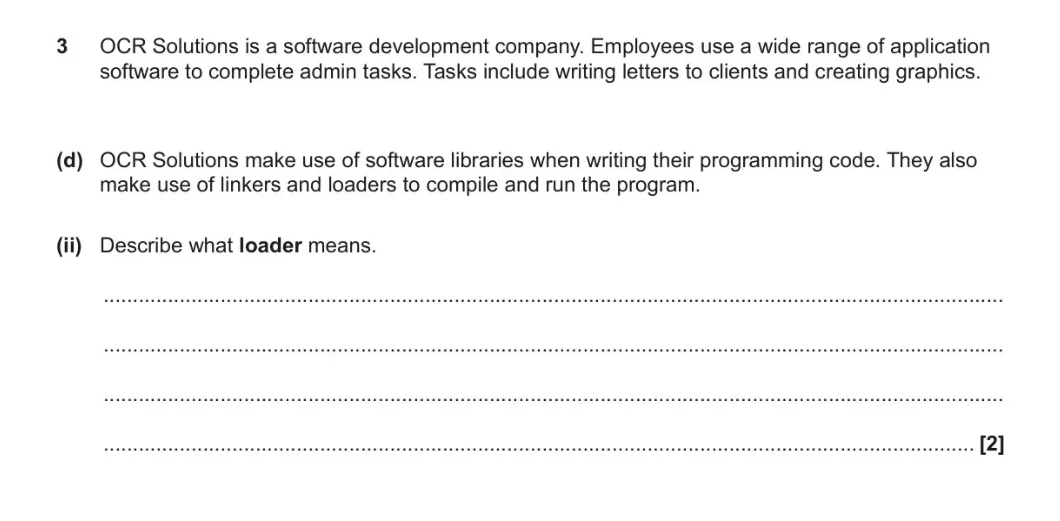 3 OCR Solutions is a software development company. Employees use a wide range of application
software to complete admin tasks. Tasks include writing letters to clients and creating graphics.
(d) OCR Solutions make use of software libraries when writing their programming code. They also
make use of linkers and loaders to compile and run the program.
(ii) Describe what loader means.
[2]